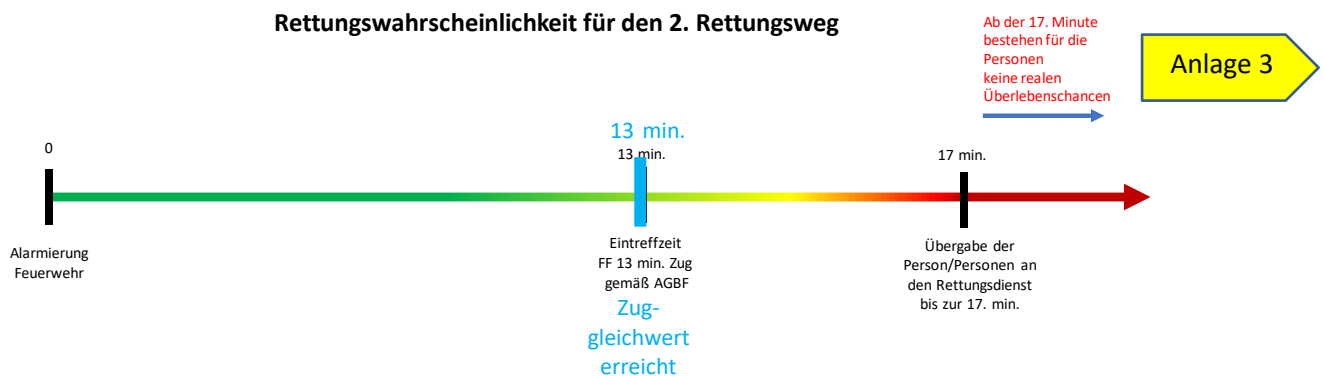 Rettungswahrscheinlichkeit für den 2. Rettungsweg
Ab der 17. Minute
bestehen für die
Personen
keine realen
Überlebenschancen
Anlage 3
0
13 min.
13 min.
17 min.
Alarmierung
Feuerwehr
Eintreffzeit
FF 13 min. Zug
gemäß AGBF
Zug-
gleichwert
erreicht
Übergabe der
Person/Personen an
den Rettungsdienst
bis zur 17. min.